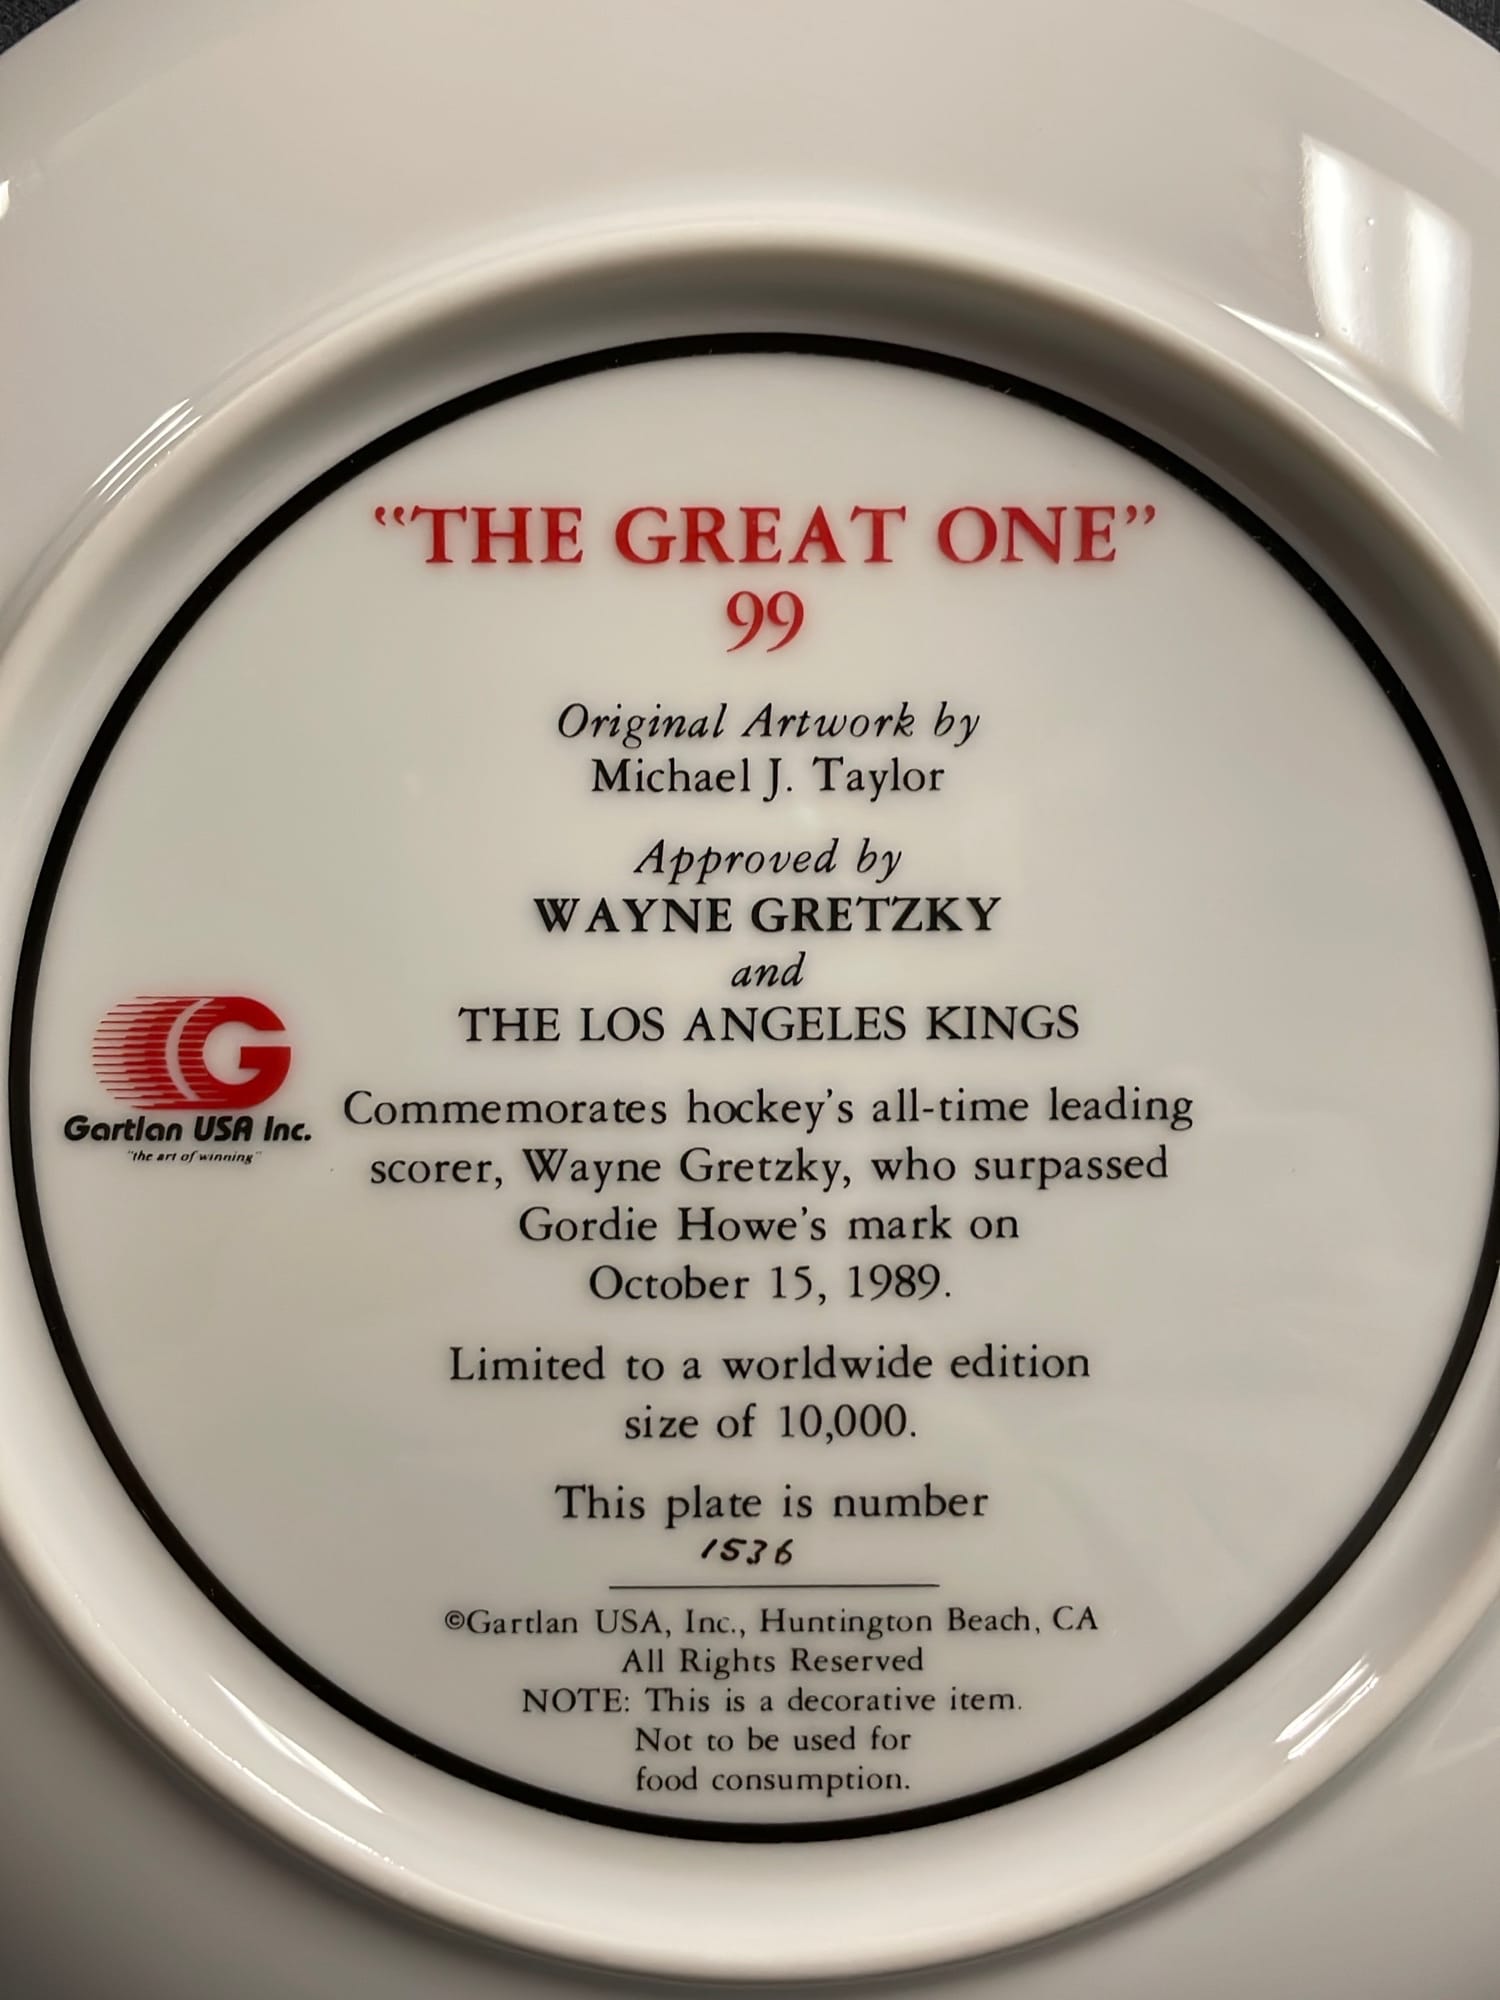 “THE GREAT ONE”
99
Original Artwork by
Michael J. Taylor
Approved by
WAYNE GRETZKY
and
THE LOS ANGELES KINGS
G
Gartlan USA Inc.
"the art of winning"
Commemorates hockey’s all-time leading
scorer, Wayne Gretzky, who surpassed
Gordie Howe’s mark on
October 15, 1989.
Limited to a worldwide edition
size of 10,000.
This plate is number
1536
©Gartlan USA, Inc., Huntington Beach, CA
All Rights Reserved
NOTE: This is a decorative item.
Not to be used for
food consumption.